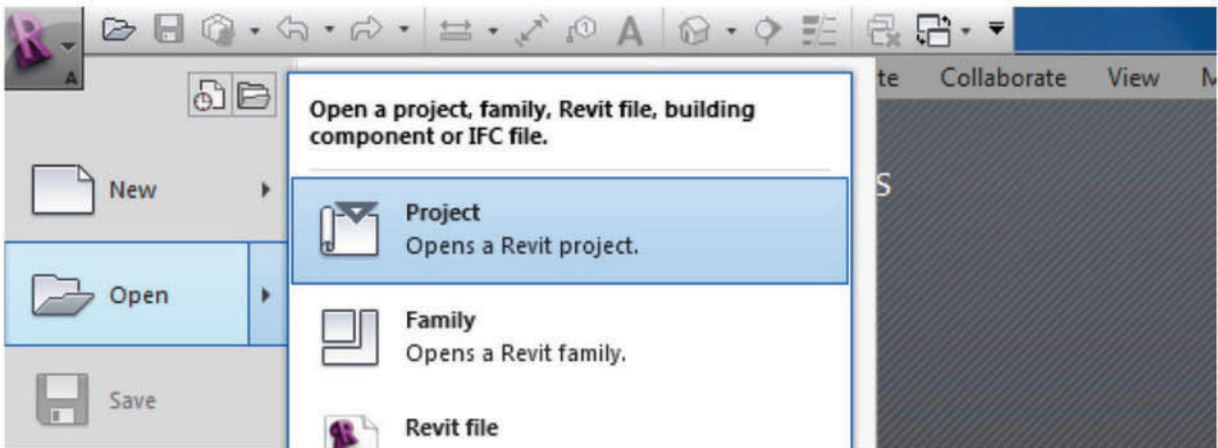 A
te Collaborate View
Open a project, family, Revit file, building
component or IFC file.
New
S
Project
Opens a Revit project.
Open
Family
Opens a Revit family.
Save
Revit file